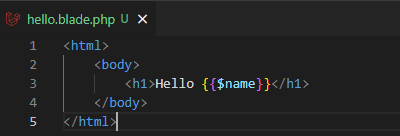 hello.blade.php U
1 <html>
2     <body>
3         <h1>Hello {{$name}}</h1>
4     </body>
5 </html>